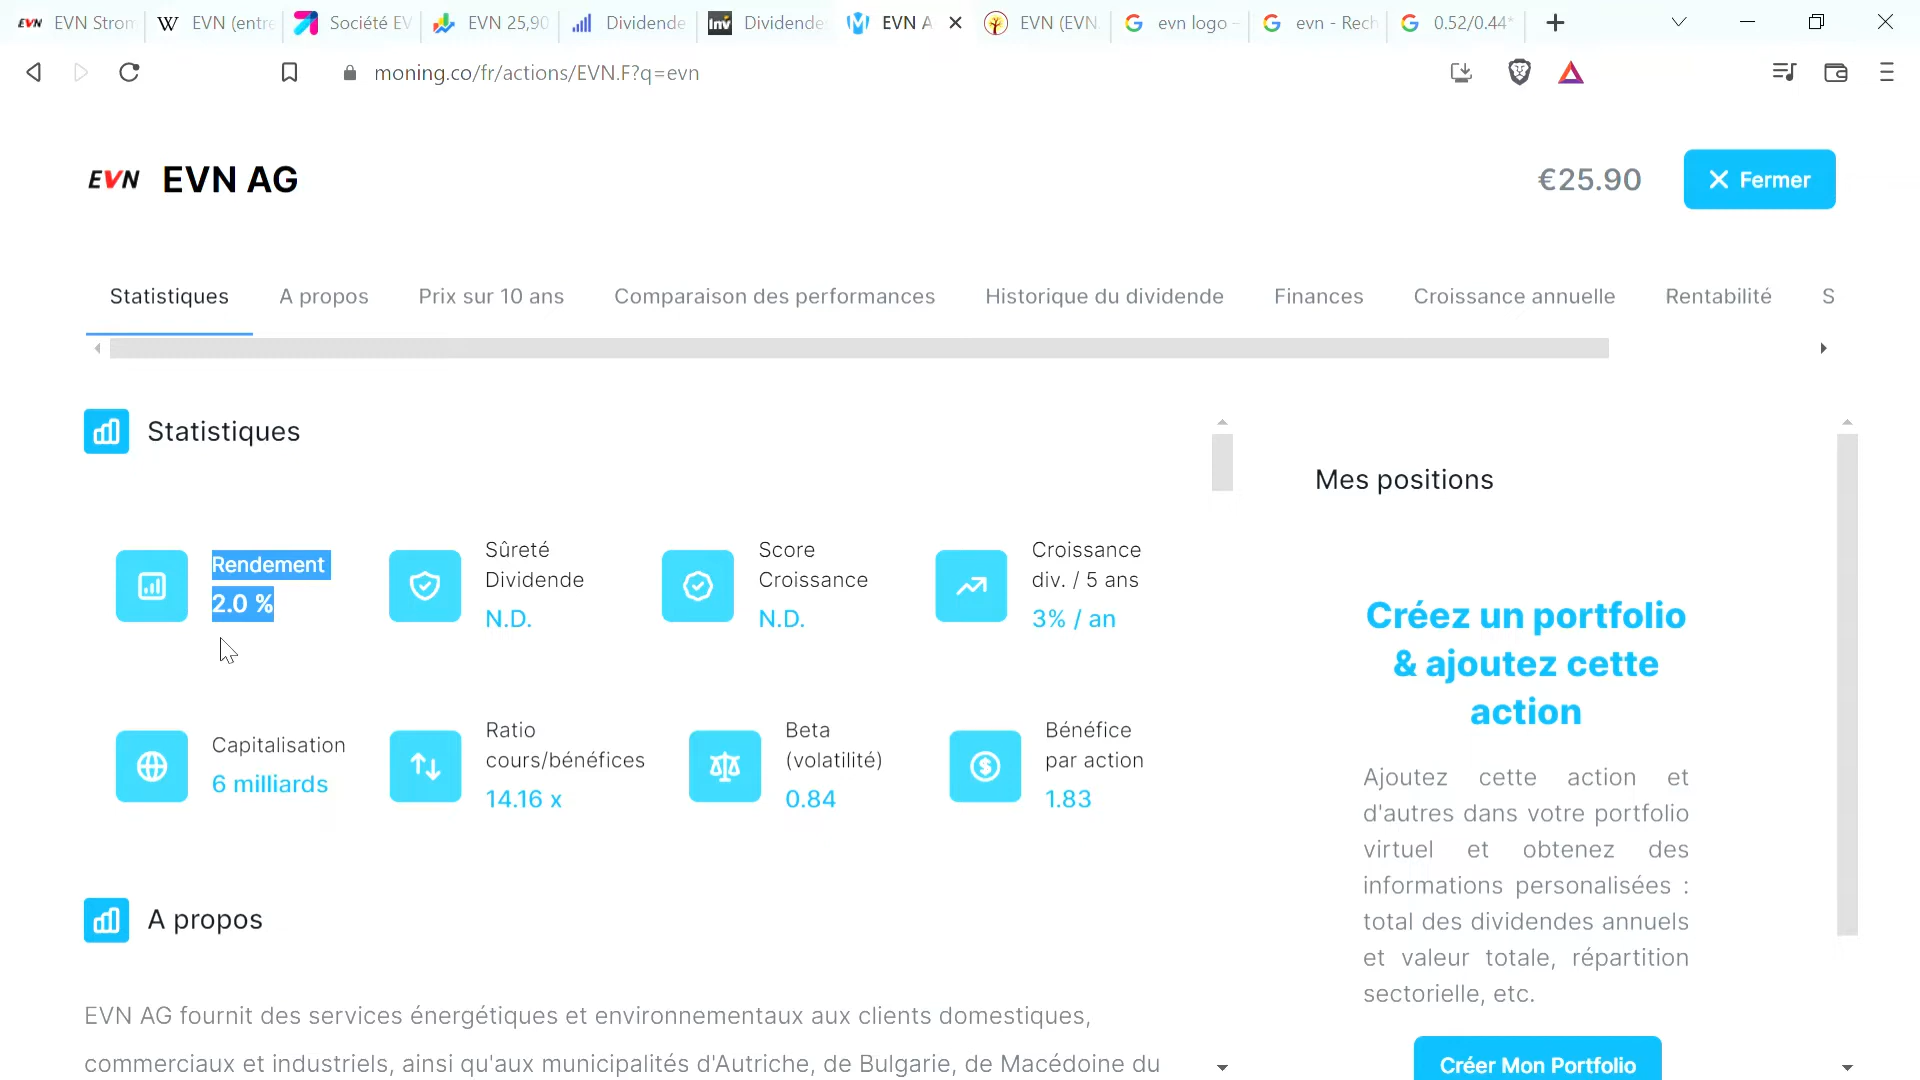 EVN EVN Strom
W EVN (entre
Société EV
EVN 25,90
Dividende
Inv Dividende
EVN A
EVN (EVN
evn logo -
evn - Rech
0.52/0.44*
moning.co/fr/actions/EVN.F?q=evn
EVN EVN AG
€25.90
Fermer
Statistiques
A propos
Prix sur 10 ans
Comparaison des performances
Historique du dividende
Finances
Croissance annuelle
Rentabilité
S
Statistiques
Rendement
2.0 %
Sûreté
Dividende
N.D.
Score
Croissance
N.D.
Croissance
div. / 5 ans
3% / an
Capitalisation
6 milliards
Ratio
cours/bénéfices
14.16 x
Beta
(volatilité)
0.84
Bénéfice
par action
1.83
A propos
EVN AG fournit des services énergétiques et environnementaux aux clients domestiques,
commerciaux et industriels, ainsi qu'aux municipalités d'Autriche, de Bulgarie, de Macédoine du
Mes positions
Créez un portfolio
& ajoutez cette
action
Ajoutez cette action et
d'autres dans votre portfolio
virtuel et obtenez des
informations personalisées :
total des dividendes annuels
et valeur totale, répartition
sectorielle, etc.
Créer Mon Portfolio